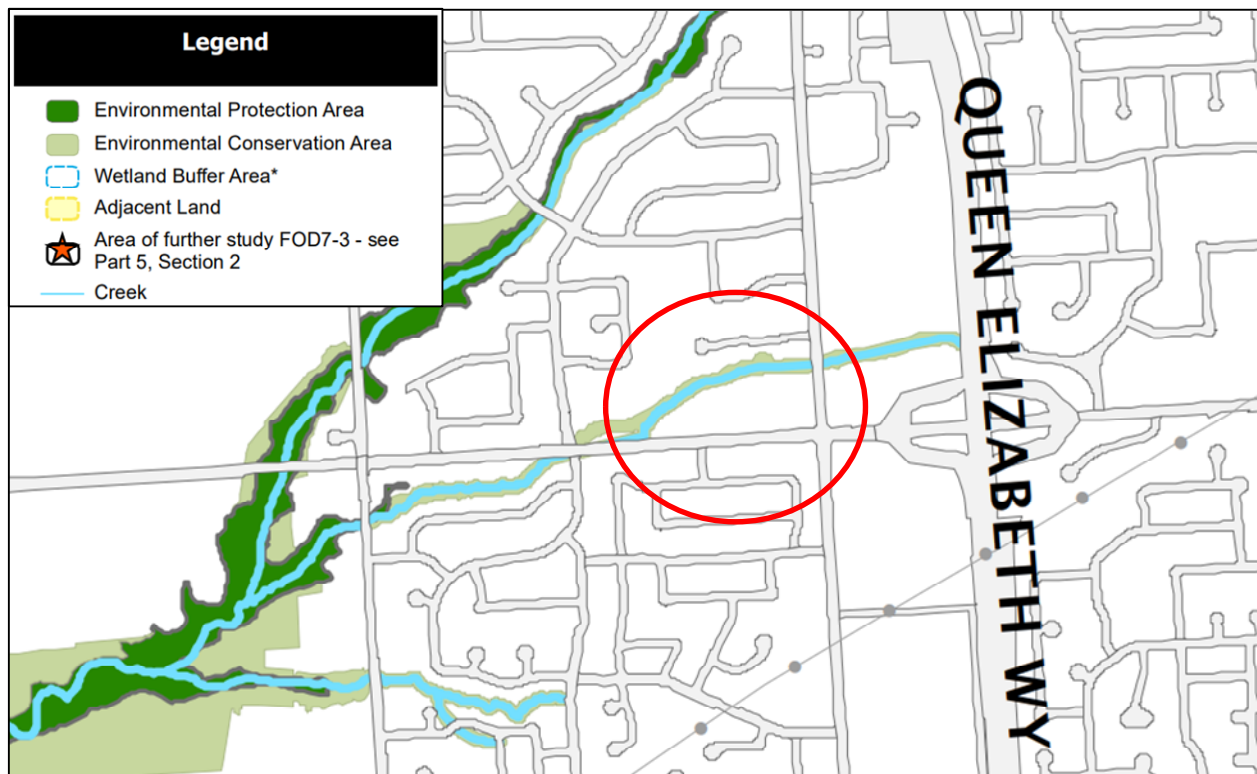 Legend
Environmental Protection Area
Environmental Conservation Area
Wetland Buffer Area*
Adjacent Land
Area of further study FOD7-3 - see
Part 5, Section 2
Creek
QUEEN ELIZABETH WY